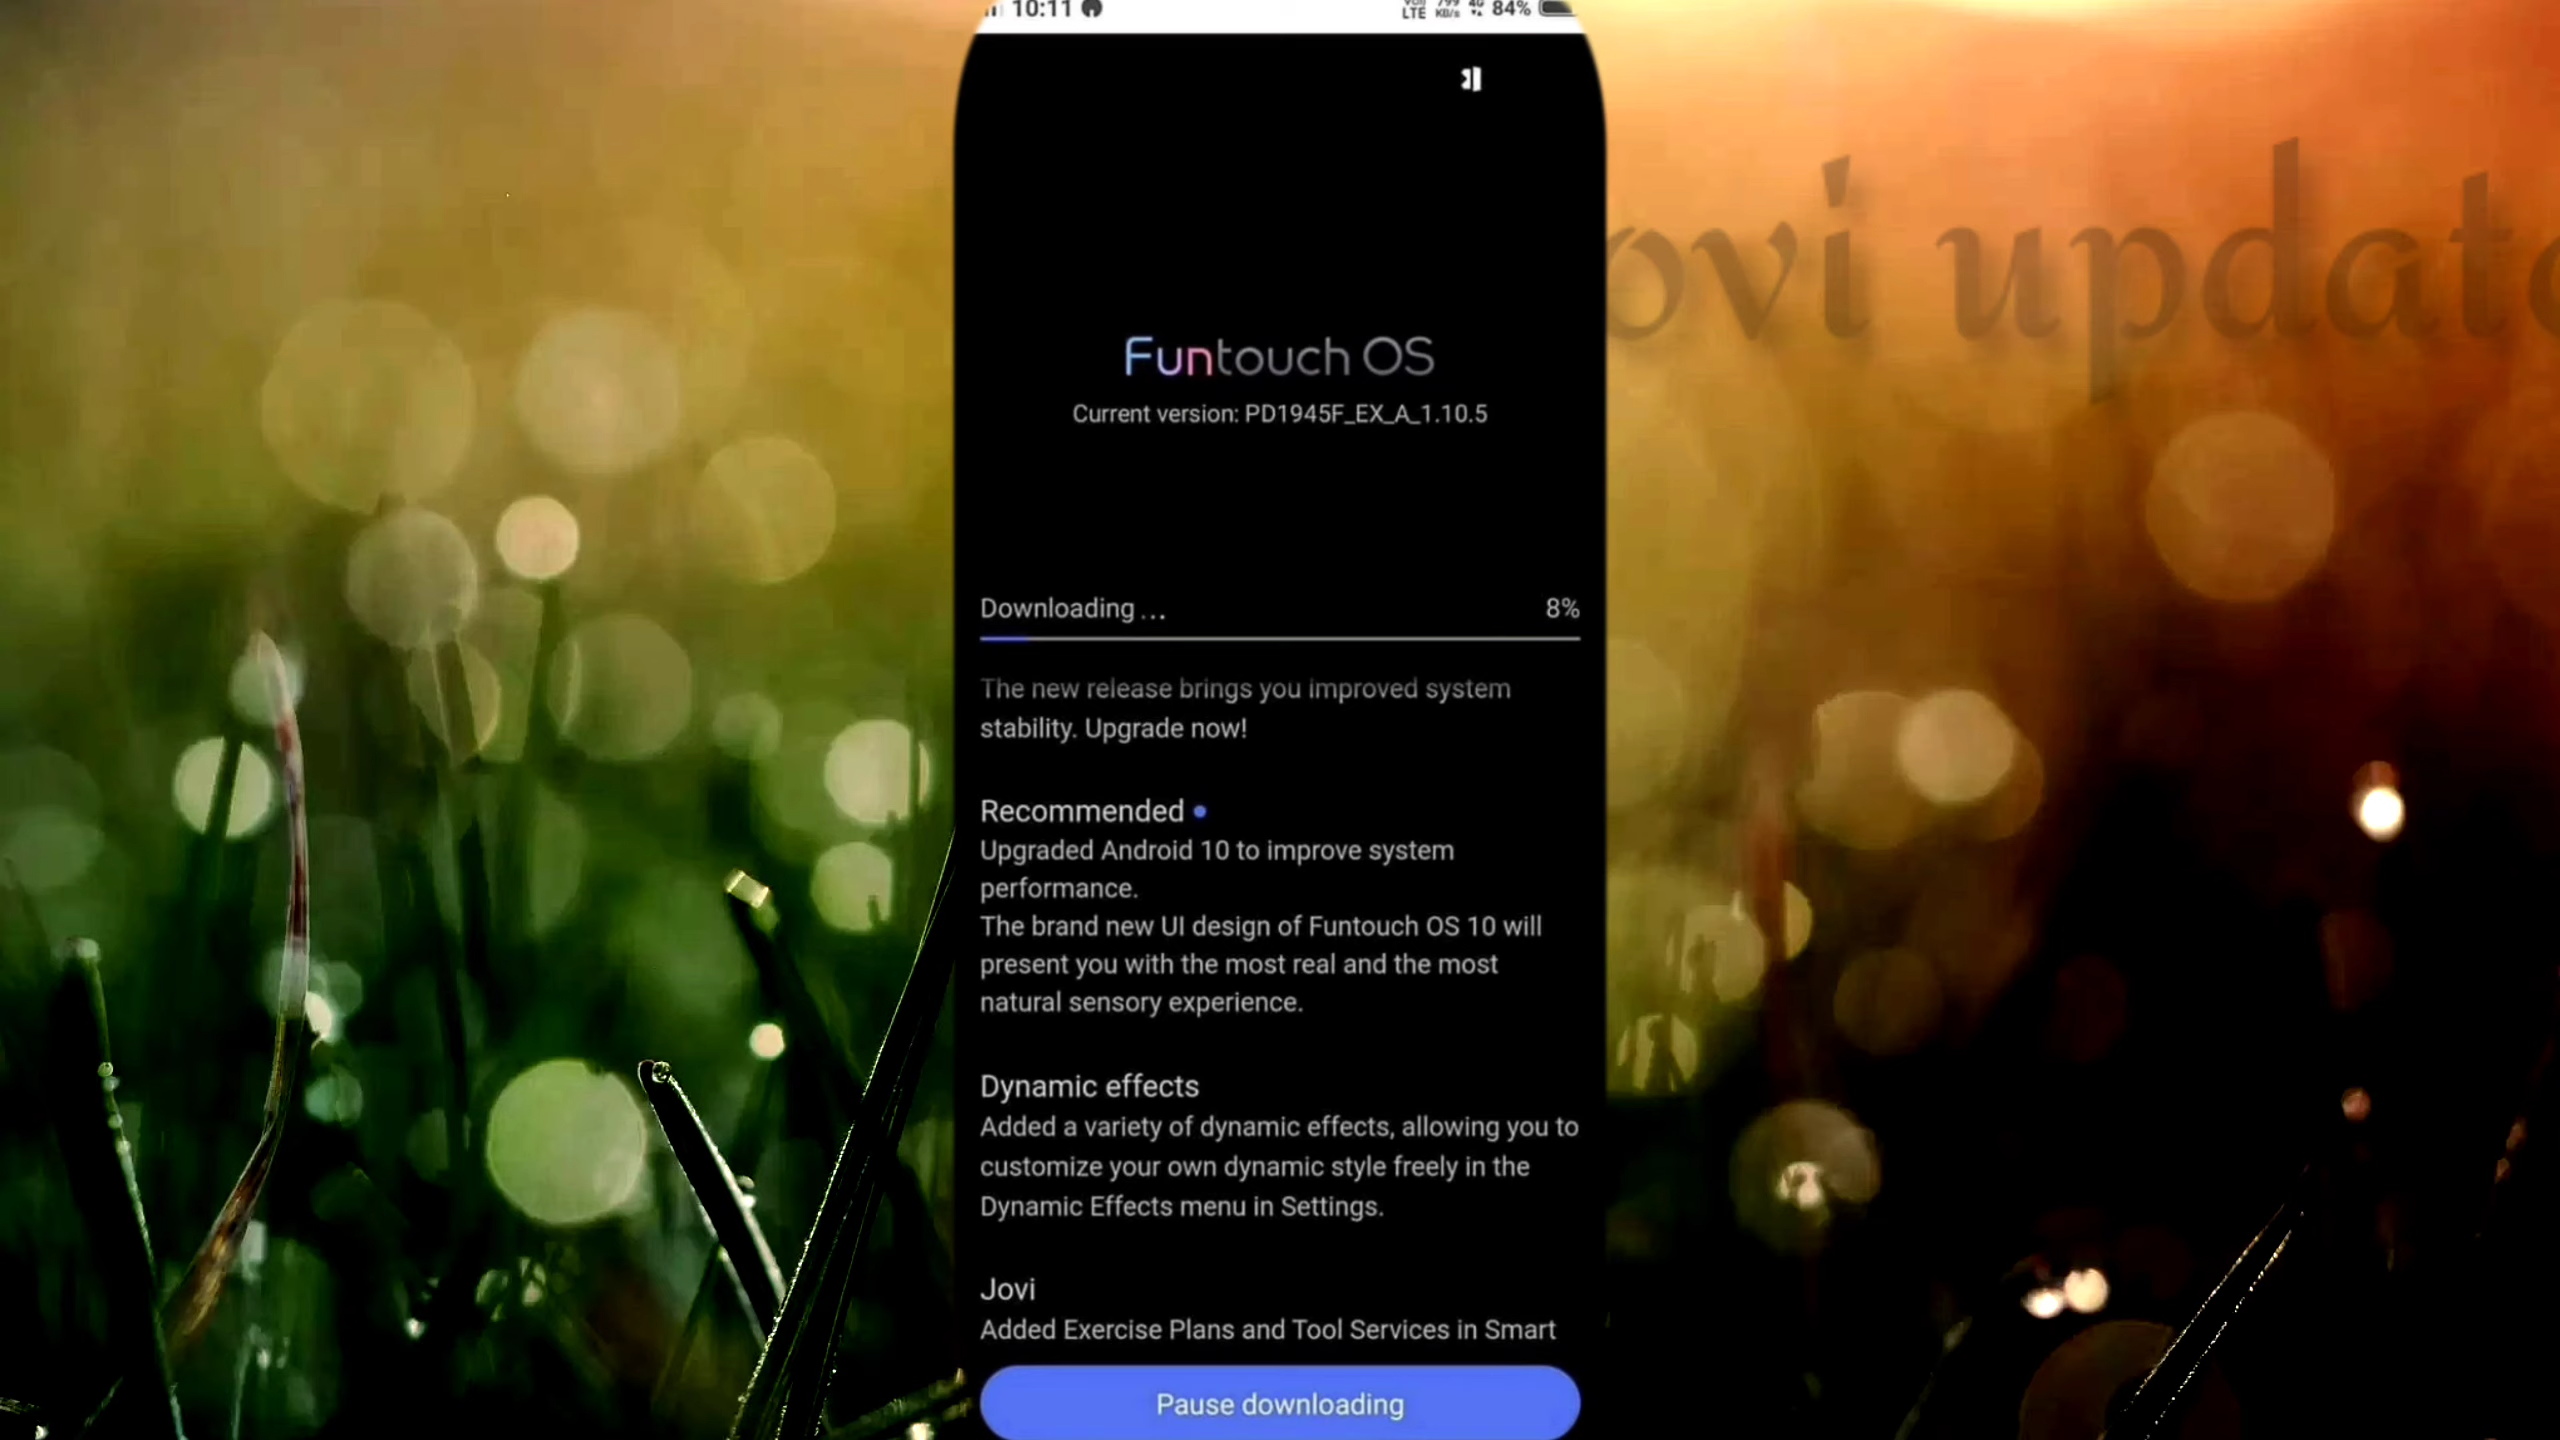 10:11
LTE KB/s 84%
ovi update
Funtouch OS
Current version: PD1945F_EX_A_1.10.5
Downloading ...
8%
The new release brings you improved system
stability. Upgrade now!
Recommended
Upgraded Android 10 to improve system
performance.
The brand new UI design of Funtouch OS 10 will
present you with the most real and the most
natural sensory experience.
Dynamic effects
Added a variety of dynamic effects, allowing you to
customize your own dynamic style freely in the
Dynamic Effects menu in Settings.
Jovi
Added Exercise Plans and Tool Services in Smart
Pause downloading